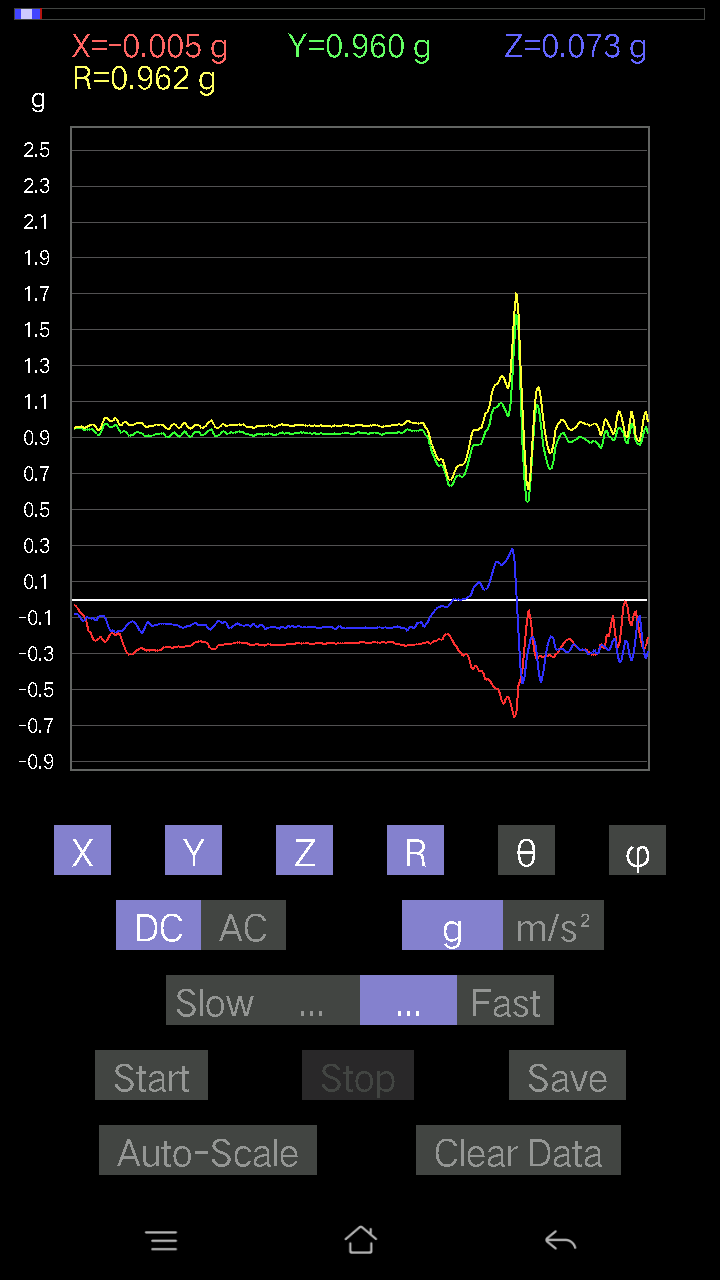 X=-0.005 g Y=0.960 g Z=0.073 g
R=0.962 g
g
2.5
2.3
2.1
1.9
1.7
1.5
1.3
1.1
0.9
0.7
0.5
0.3
0.1
-0.1
-0.3
-0.5
-0.7
-0.9
X Y Z R θ φ
DC AC g m/s²
Slow ... ... Fast
Start Stop Save
Auto-Scale Clear Data